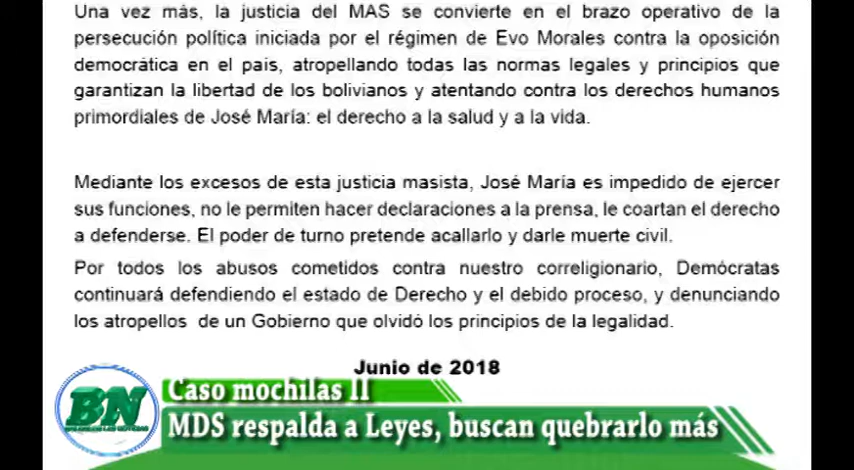 Una vez más, la justicia del MAS se convierte en el brazo operativo de la
persecución política iniciada por el régimen de Evo Morales contra la oposición
democrática en el país, atropellando todas las normas legales y principios que
garantizan la libertad de los bolivianos y atentando contra los derechos humanos
primordiales de José María: el derecho a la salud y a la vida.
Mediante los excesos de esta justicia masista, José María es impedido de ejercer
sus funciones, no le permiten hacer declaraciones a la prensa, le coartan el derecho
a defenderse. El poder de turno pretende acallarlo y darle muerte civil.
Por todos los abusos cometidos contra nuestro correligionario, Demócratas
continuará defendiendo el estado de Derecho y el debido proceso, y denunciando
los atropellos de un Gobierno que olvidó los principios de la legalidad.
Junio de 2018
Caso mochilas II
BN
MDS respalda a Leyes, buscan quebrarlo más